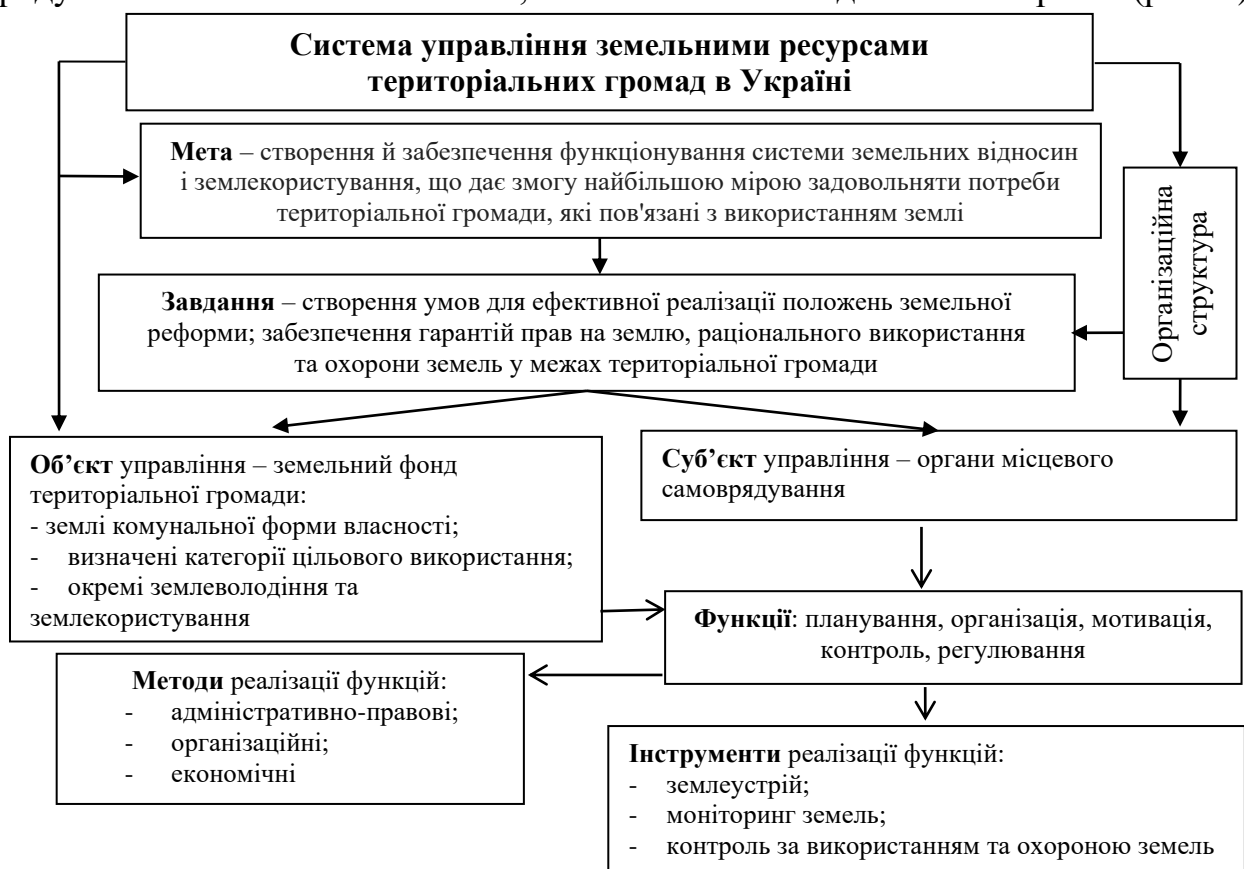 Система управління земельними ресурсами
територіальних громад в Україні
Мета – створення й забезпечення функціонування системи земельних відносин
і землекористування, що дає змогу найбільшою мірою задовольняти потреби
територіальної громади, які пов'язані з використанням землі
Організаційна
структура
Завдання – створення умов для ефективної реалізації положень земельної
реформи; забезпечення гарантій прав на землю, раціонального використання
та охорони земель у межах територіальної громади
Об’єкт управління – земельний фонд
територіальної громади:
- землі комунальної форми власності;
- визначені категорії цільового використання;
- окремі землеволодіння та
землекористування
Суб’єкт управління – органи місцевого
самоврядування
Функції: планування, організація, мотивація,
контроль, регулювання
Методи реалізації функцій:
- адміністративно-правові;
- організаційні;
- економічні
Інструменти реалізації функцій:
- землеустрій;
- моніторинг земель;
- контроль за використанням та охороною земель